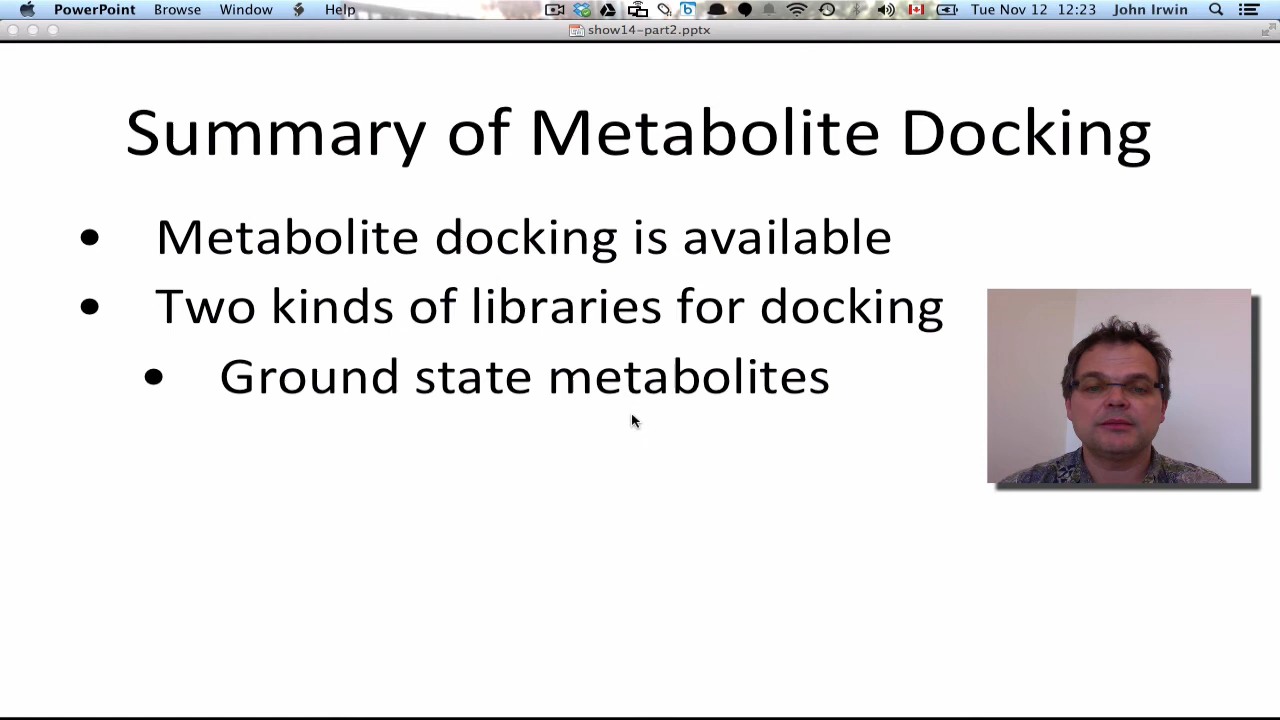 PowerPoint Browse Window Help Tue Nov 12 12:23 John Irwin
show14-part2.pptx
Summary of Metabolite Docking
• Metabolite docking is available
• Two kinds of libraries for docking
• Ground state metabolites